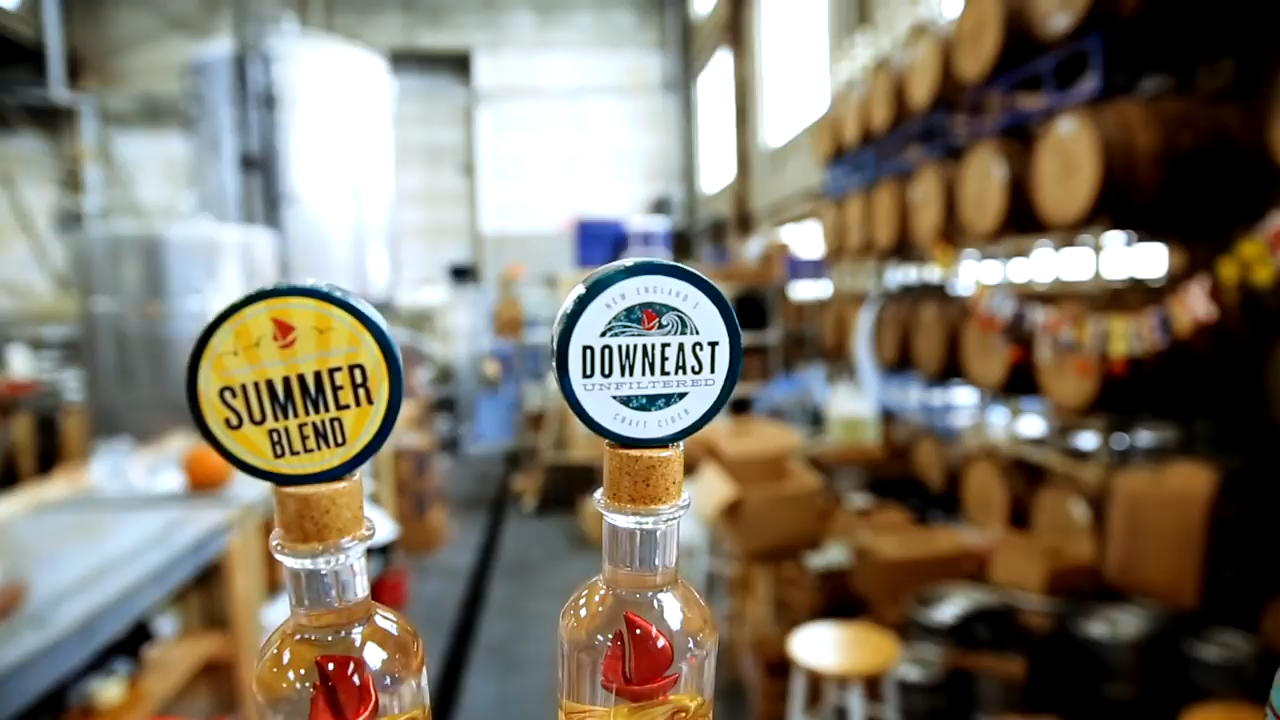 SUMMER
BLEND
NEW ENGLAND'S
DOWNEAST
UNFILTERED
CRAFT CIDER